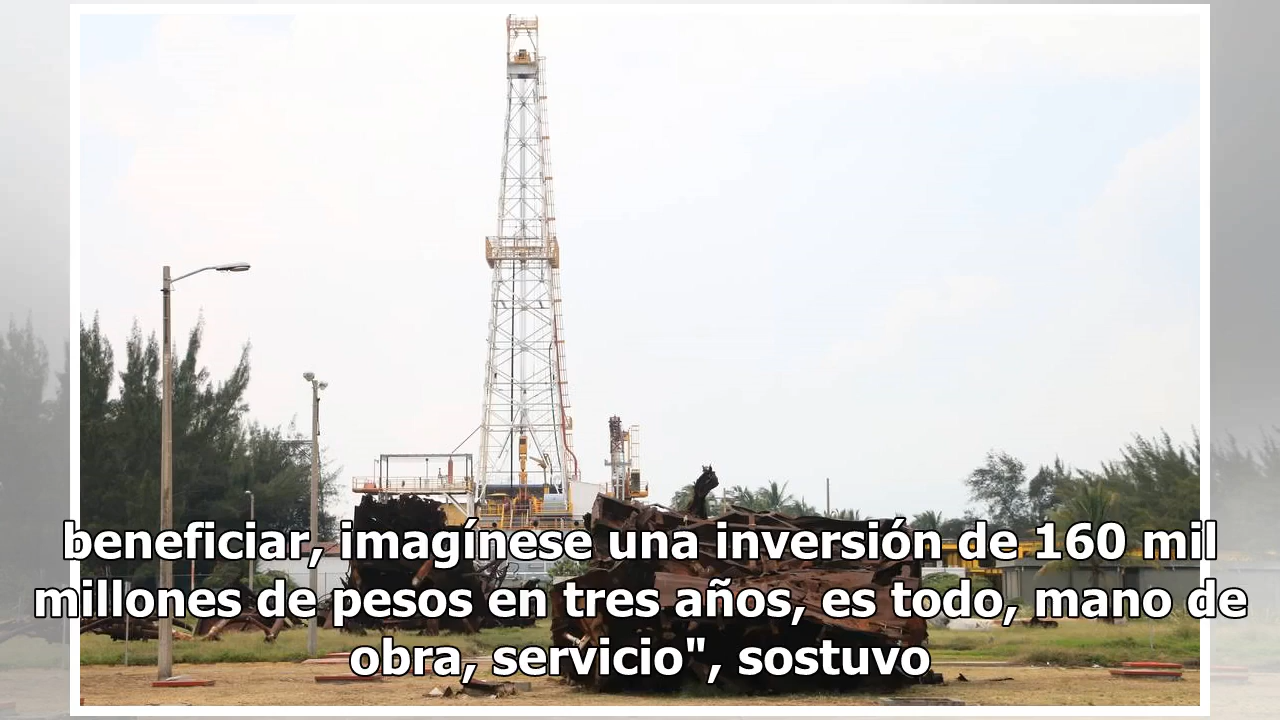 beneficiar, imagínese una inversión de 160 mil
millones de pesos en tres años, es todo, mano de
obra, servicio", sostuvo